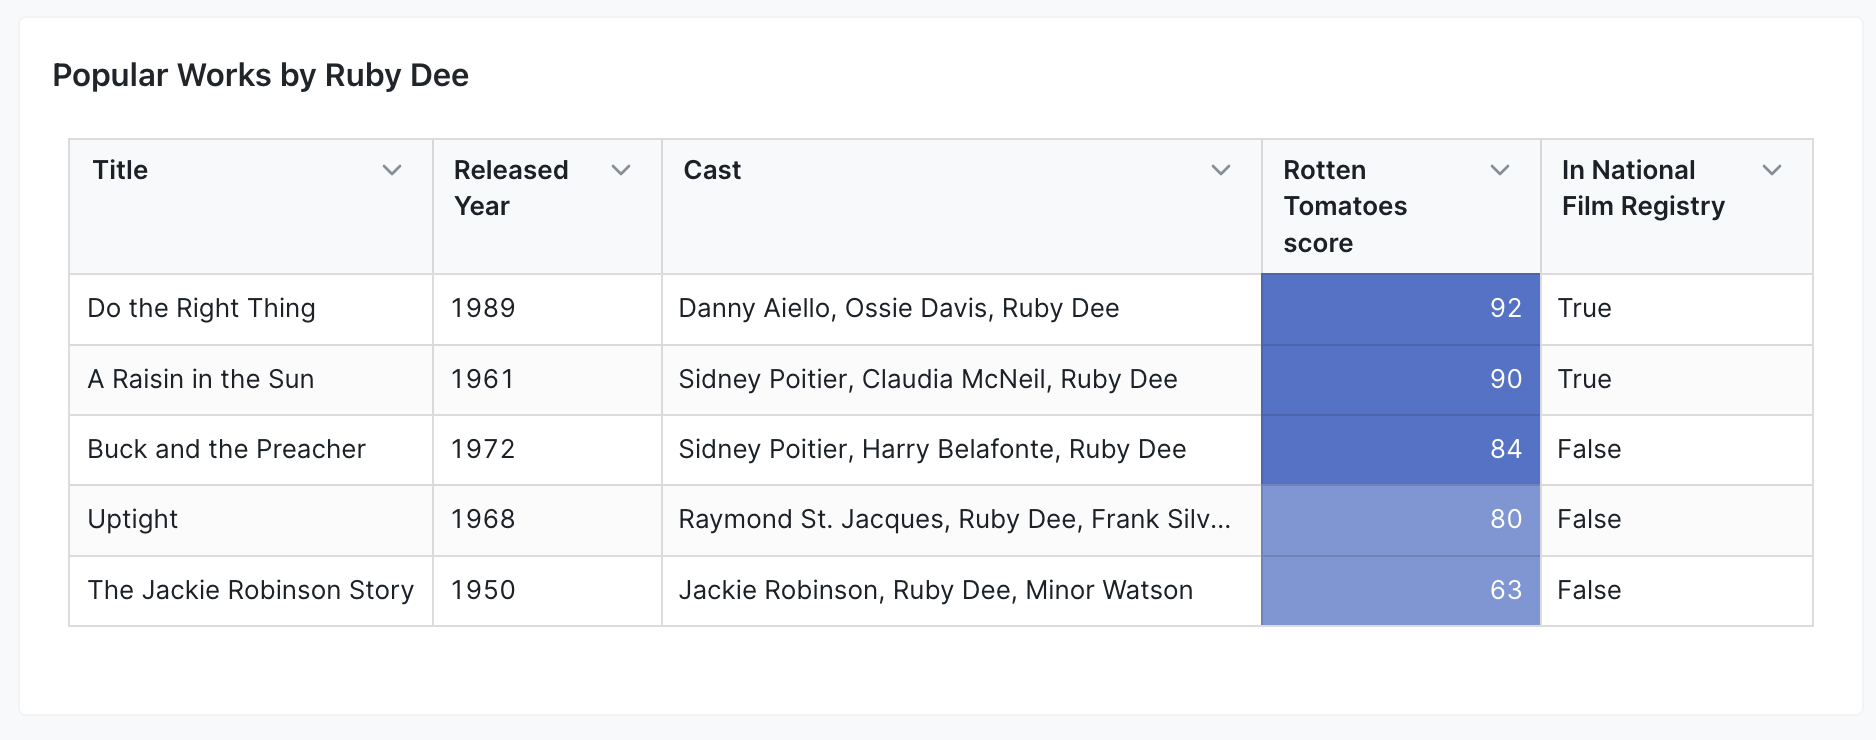 Popular Works by Ruby Dee
Title
Released
Year
Cast
Rotten
Tomatoes
score
In National
Film Registry
Do the Right Thing 1989 Danny Aiello, Ossie Davis, Ruby Dee 92 True
A Raisin in the Sun 1961 Sidney Poitier, Claudia McNeil, Ruby Dee 90 True
Buck and the Preacher 1972 Sidney Poitier, Harry Belafonte, Ruby Dee 84 False
Uptight 1968 Raymond St. Jacques, Ruby Dee, Frank Silv... 80 False
The Jackie Robinson Story 1950 Jackie Robinson, Ruby Dee, Minor Watson 63 False